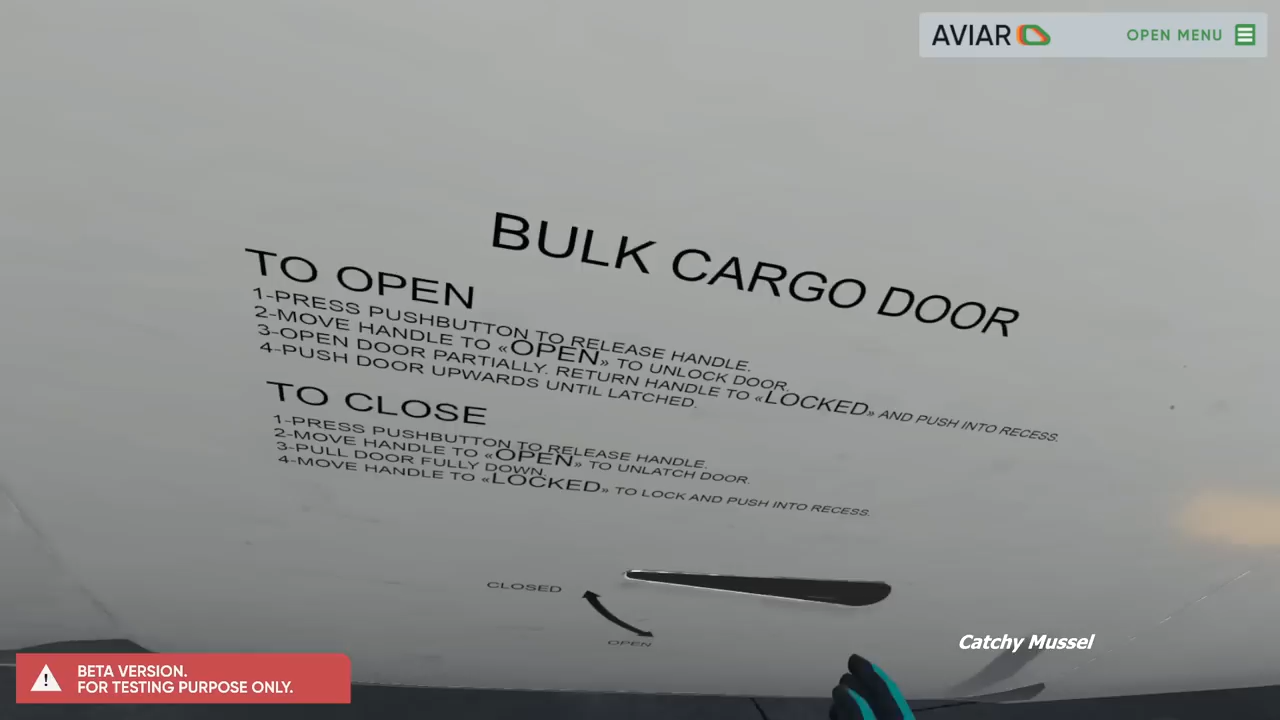 AVIAR
OPEN MENU
BULK CARGO DOOR
TO OPEN
1-PRESS PUSHBUTTON TO RELEASE HANDLE.
2-MOVE HANDLE TO «OPEN» TO UNLOCK DOOR.
3-OPEN DOOR PARTIALLY. RETURN HANDLE TO «LOCKED» AND PUSH INTO RECESS.
4-PUSH DOOR UPWARDS UNTIL LATCHED.
TO CLOSE
1-PRESS PUSHBUTTON TO RELEASE HANDLE.
2-MOVE HANDLE TO «OPEN» TO UNLATCH DOOR.
3-PULL DOOR FULLY DOWN.
4-MOVE HANDLE TO «LOCKED» TO LOCK AND PUSH INTO RECESS.
CLOSED
OPEN
Catchy Mussel
BETA VERSION.
FOR TESTING PURPOSE ONLY.